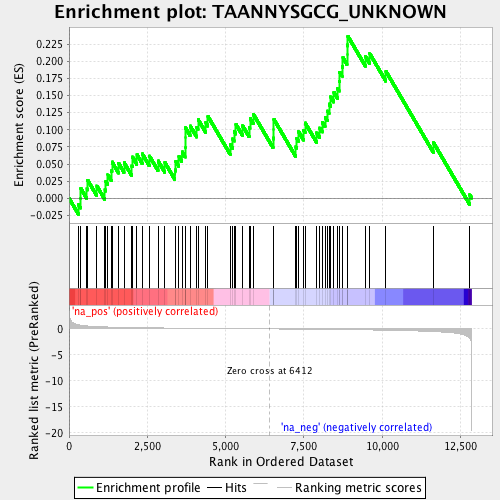 Enrichment plot: TAANNYSGCG_UNKNOWN
Enrichment score (ES)
0.225
0.200
0.175
0.150
0.125
0.100
0.075
0.050
0.025
0.000
-0.025
'na_pos' (positively correlated)
Ranked list metric (PreRanked)
0
-5
-10
-15
-20
Zero cross at 6412
'na_neg' (negatively correlated)
0
2,500
5,000
7,500
10,000
12,500
Rank in Ordered Dataset
Enrichment profile
Hits
Ranking metric scores